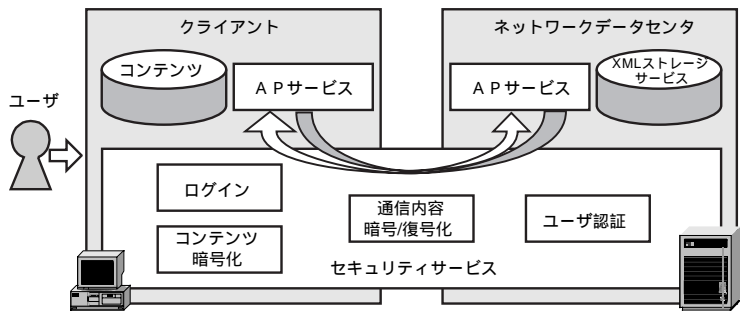 クライアント
ネットワークデータセンタ
コンテンツ
APサービス
APサービス
XMLストレージ
サービス
ユーザ
ログイン
通信内容
暗号/復号化
ユーザ認証
コンテンツ
暗号化
セキュリティサービス